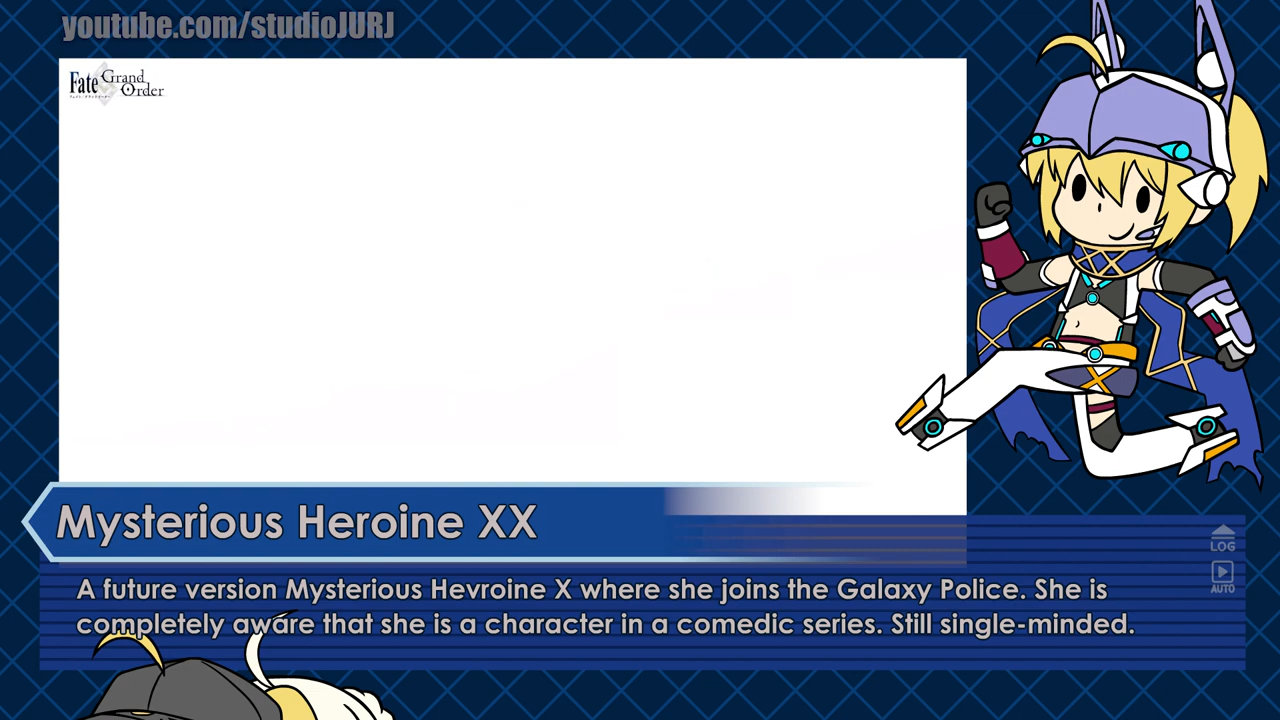 youtube.com/studioJURJ
Fate Grand Order
Mysterious Heroine XX
A future version Mysterious Hevroine X where she joins the Galaxy Police. She is
completely aware that she is a character in a comedic series. Still single-minded.
LOG
AUTO